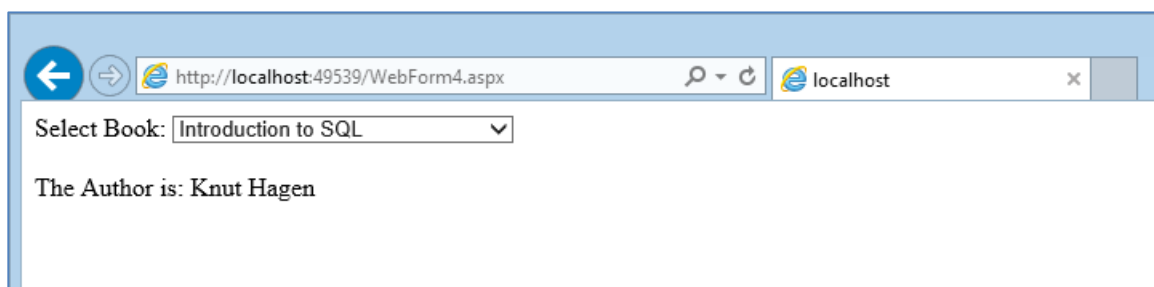 http://localhost:49539/WebForm4.aspx
localhost
Select Book: Introduction to SQL
The Author is: Knut Hagen